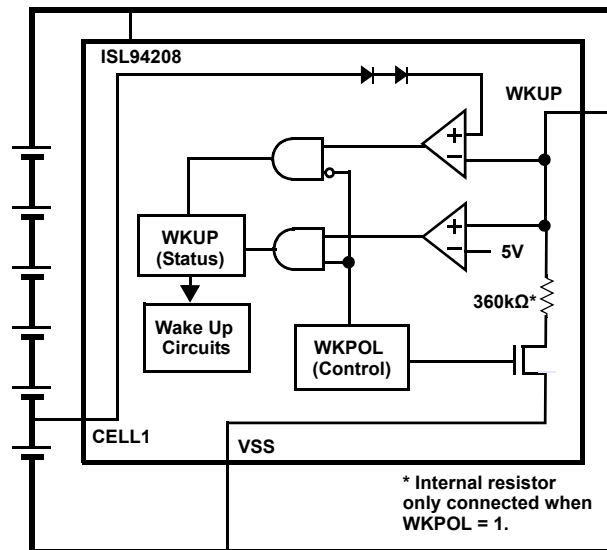 ISL94208
WKUP
+
−
+
−
5V
WKUP
(Status)
360kΩ*
Wake Up
Circuits
WKPOL
(Control)
CELL1
VSS
* Internal resistor
only connected when
WKPOL = 1.